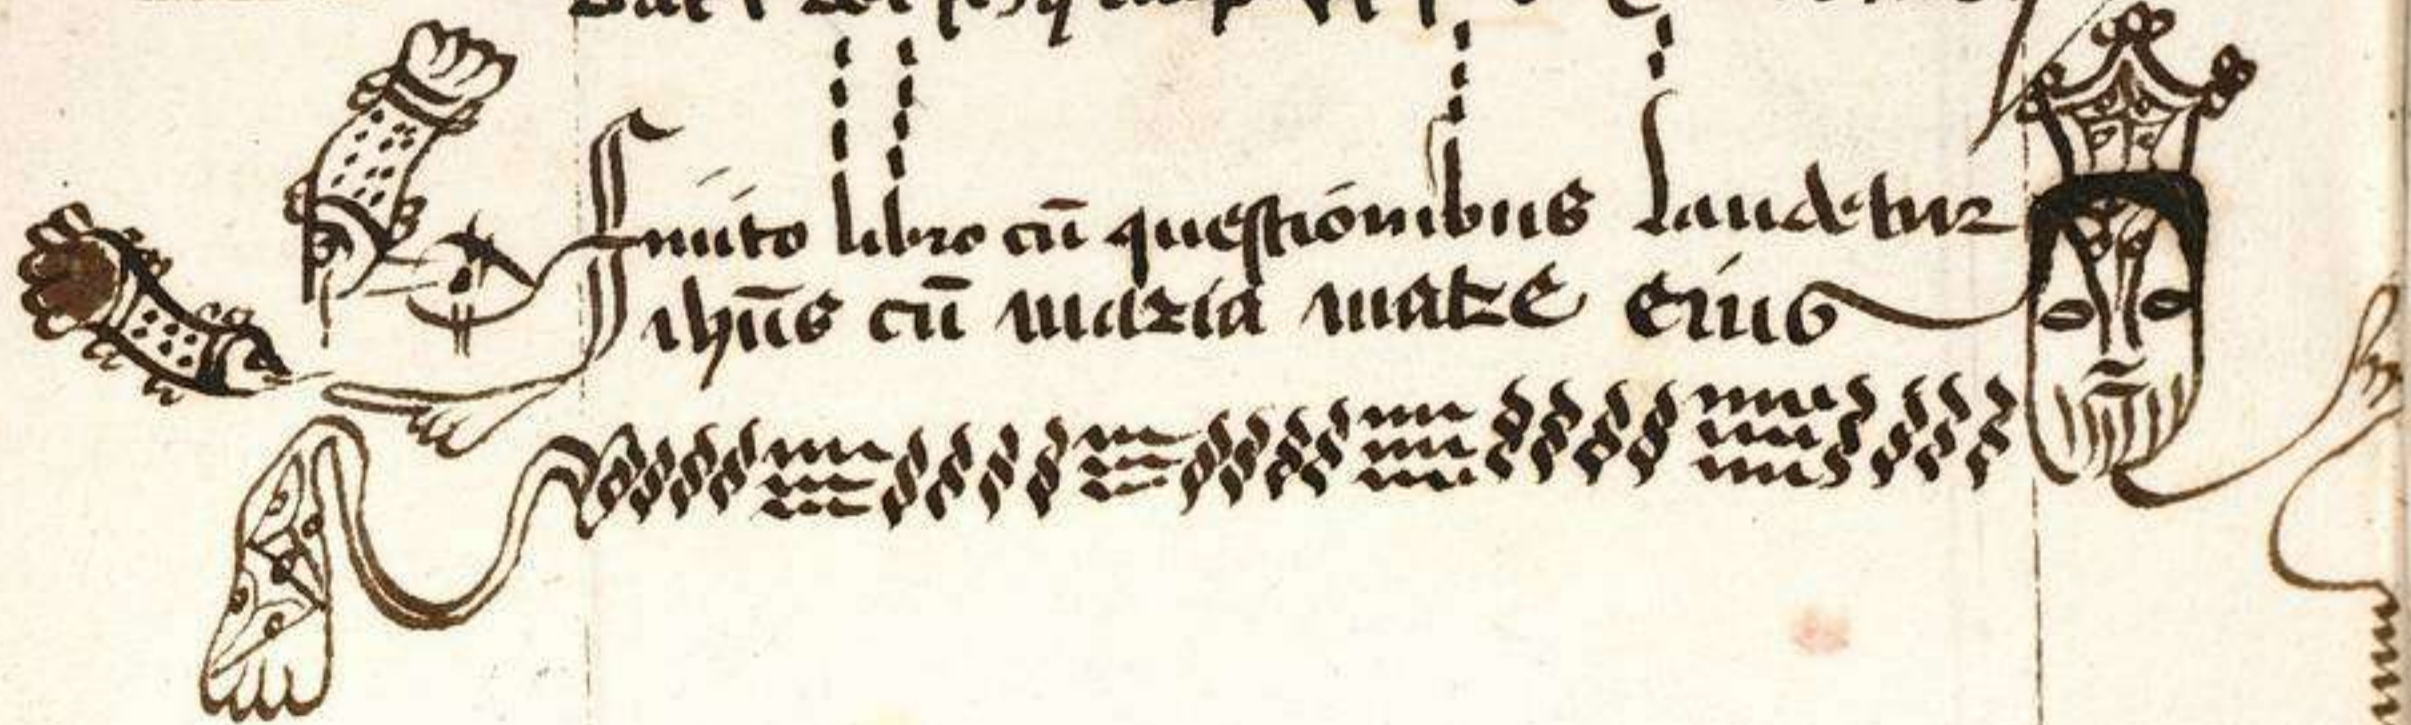 Finito libro cū questionibus laudetur
ihūs cū maria matre eius